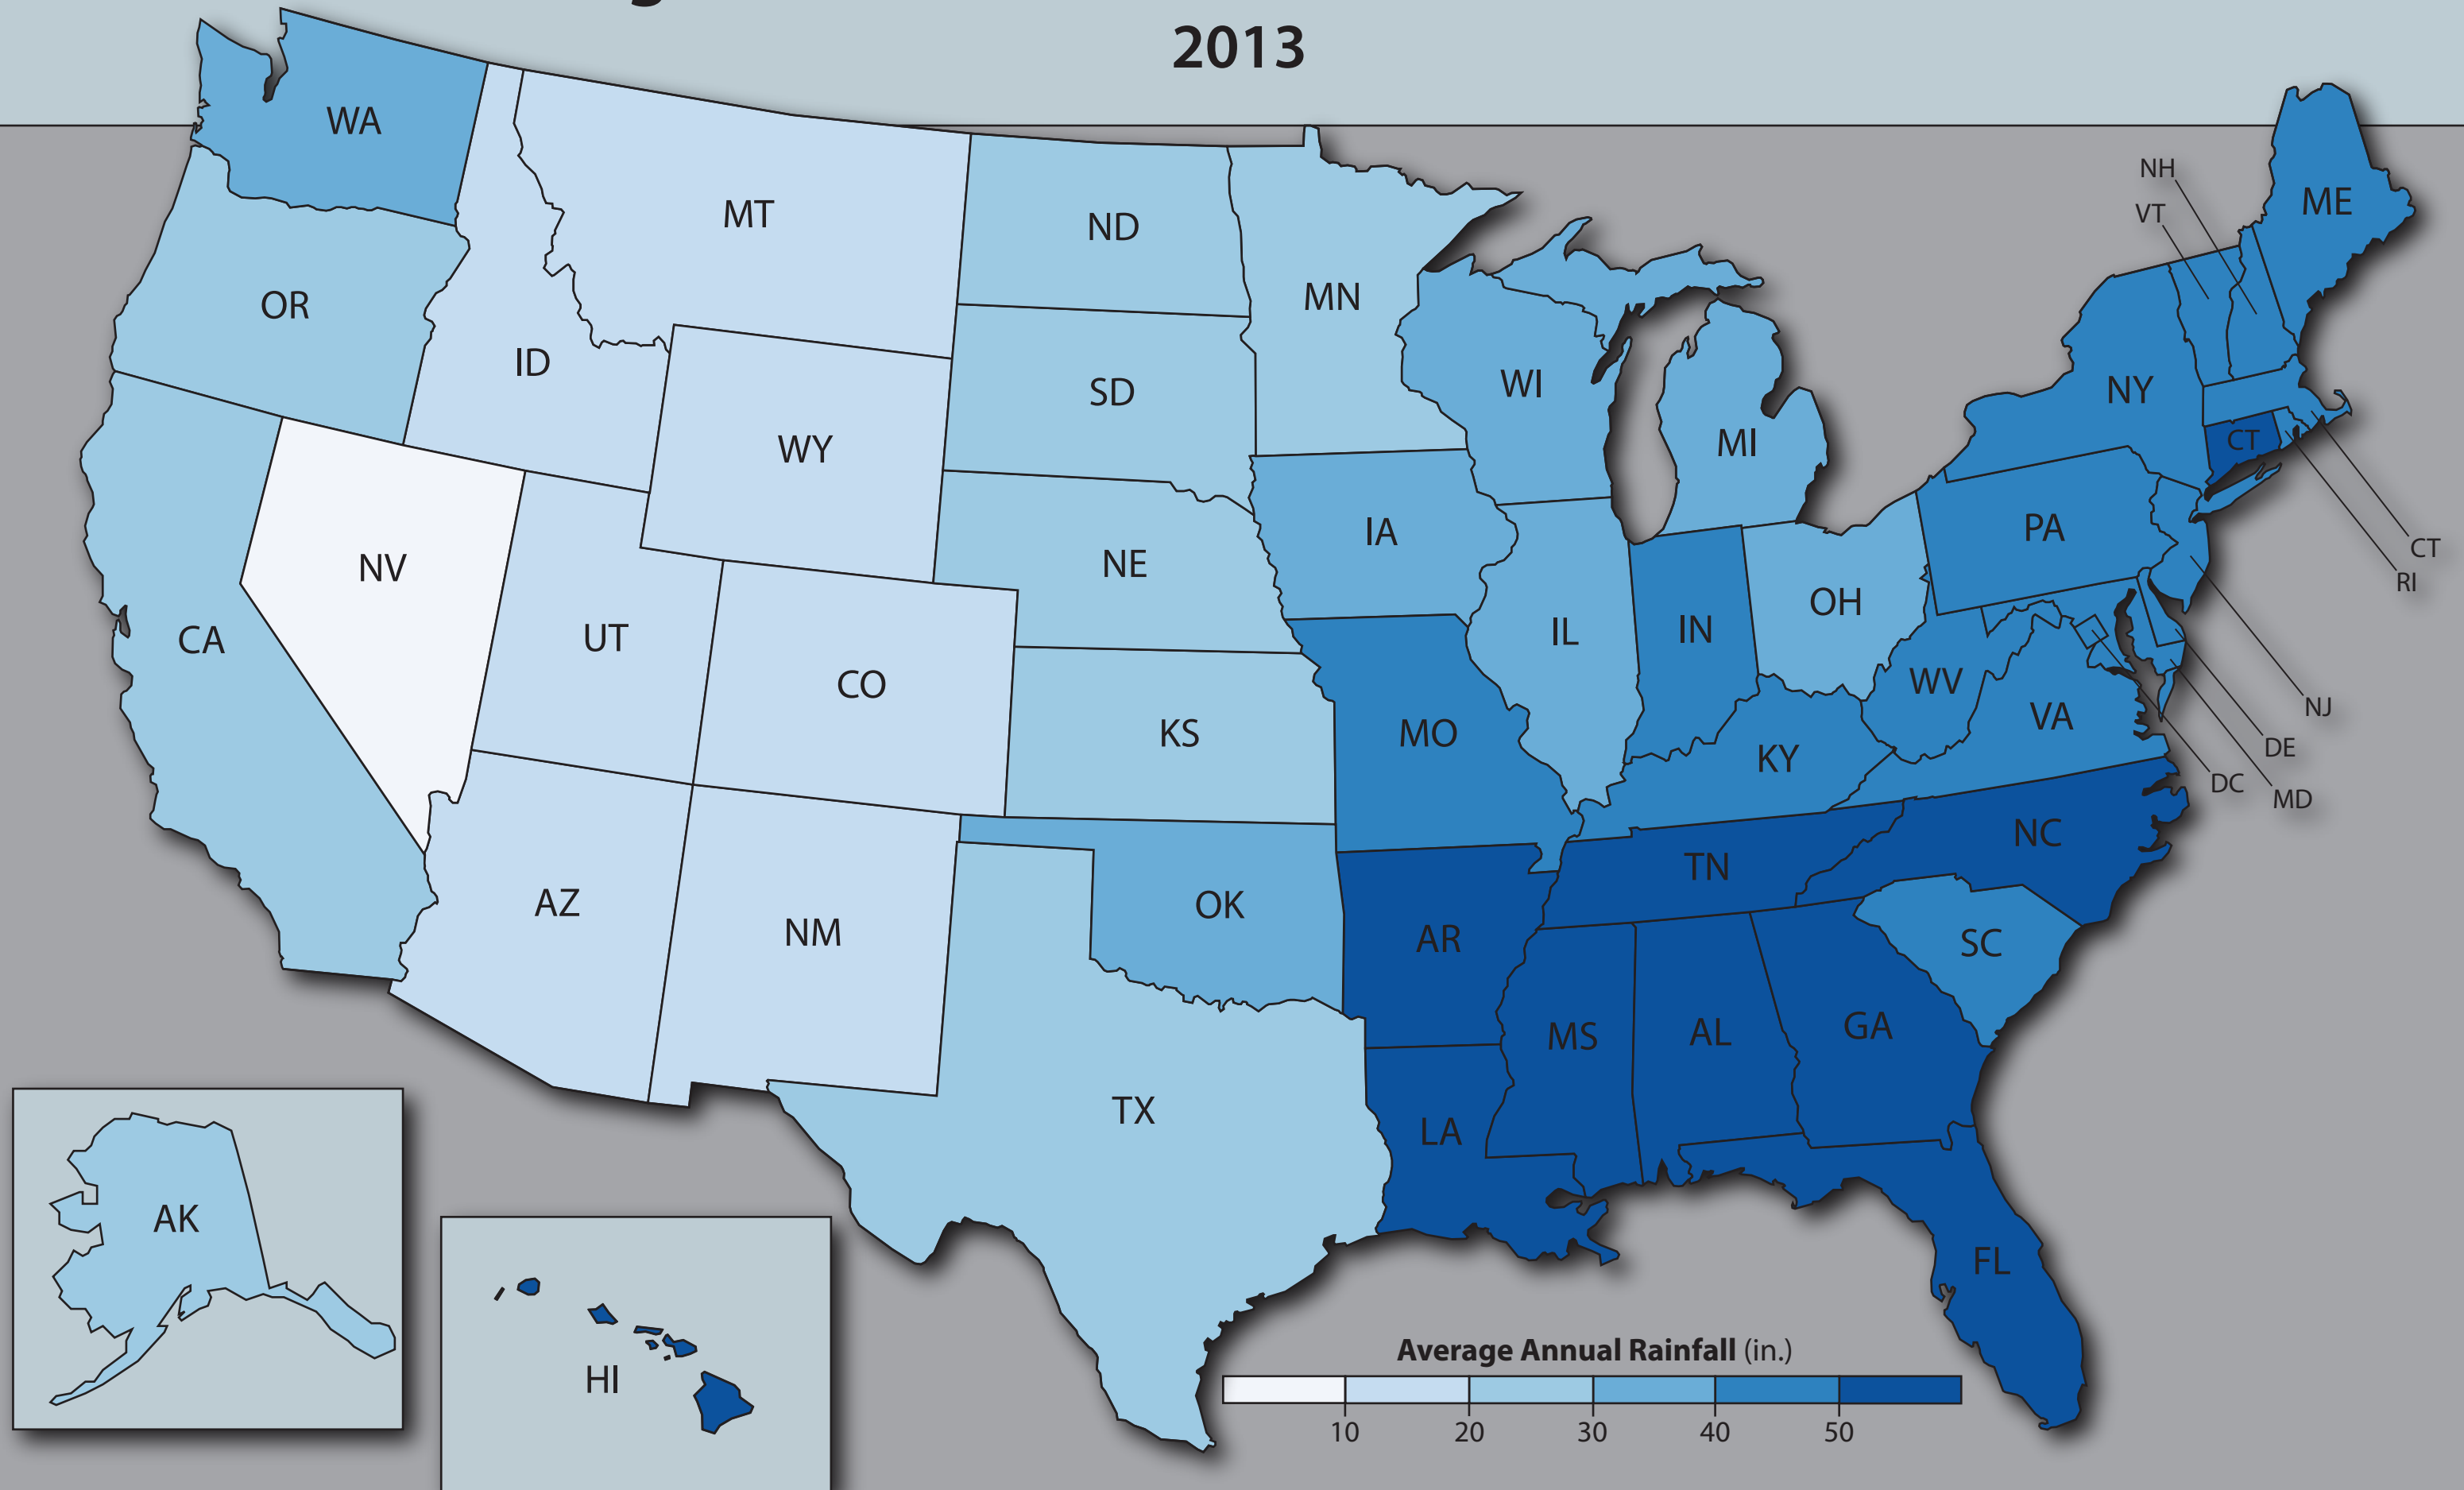 2013
WA
MT
ND
MN
NH
VT
ME
OR
ID
SD
WI
MI
NY
WY
CT
NV
NE
IA
PA
CT
RI
CA
UT
CO
IL
IN
OH
WV
VA
NJ
KS
MO
KY
DE
DC
MD
NC
TN
AZ
NM
OK
AR
SC
MS
AL
GA
TX
LA
AK
FL
HI
Average Annual Rainfall (in.)
10 20 30 40 50